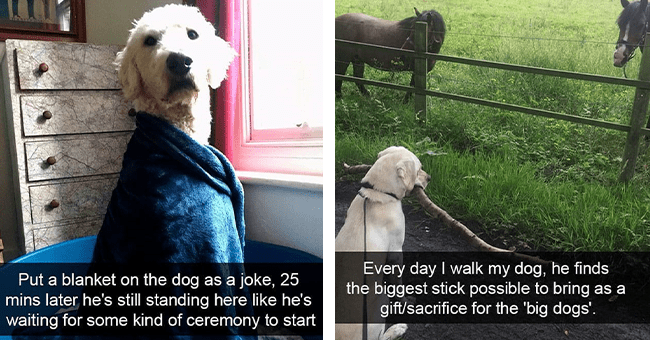 Put a blanket on the dog as a joke, 25
mins later he's still standing here like he's
waiting for some kind of ceremony to start
Every day I walk my dog, he finds
the biggest stick possible to bring as a
gift/sacrifice for the 'big dogs'.